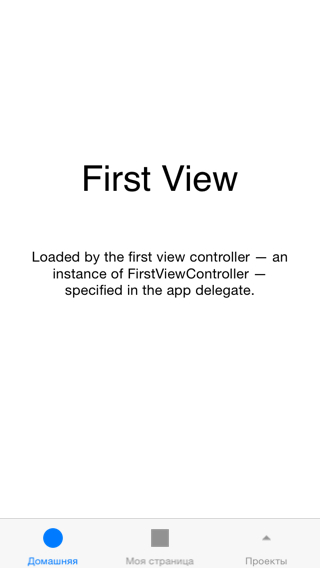 First View
Loaded by the first view controller — an
instance of FirstViewController —
specified in the app delegate.
Домашняя
Моя страница
Проекты